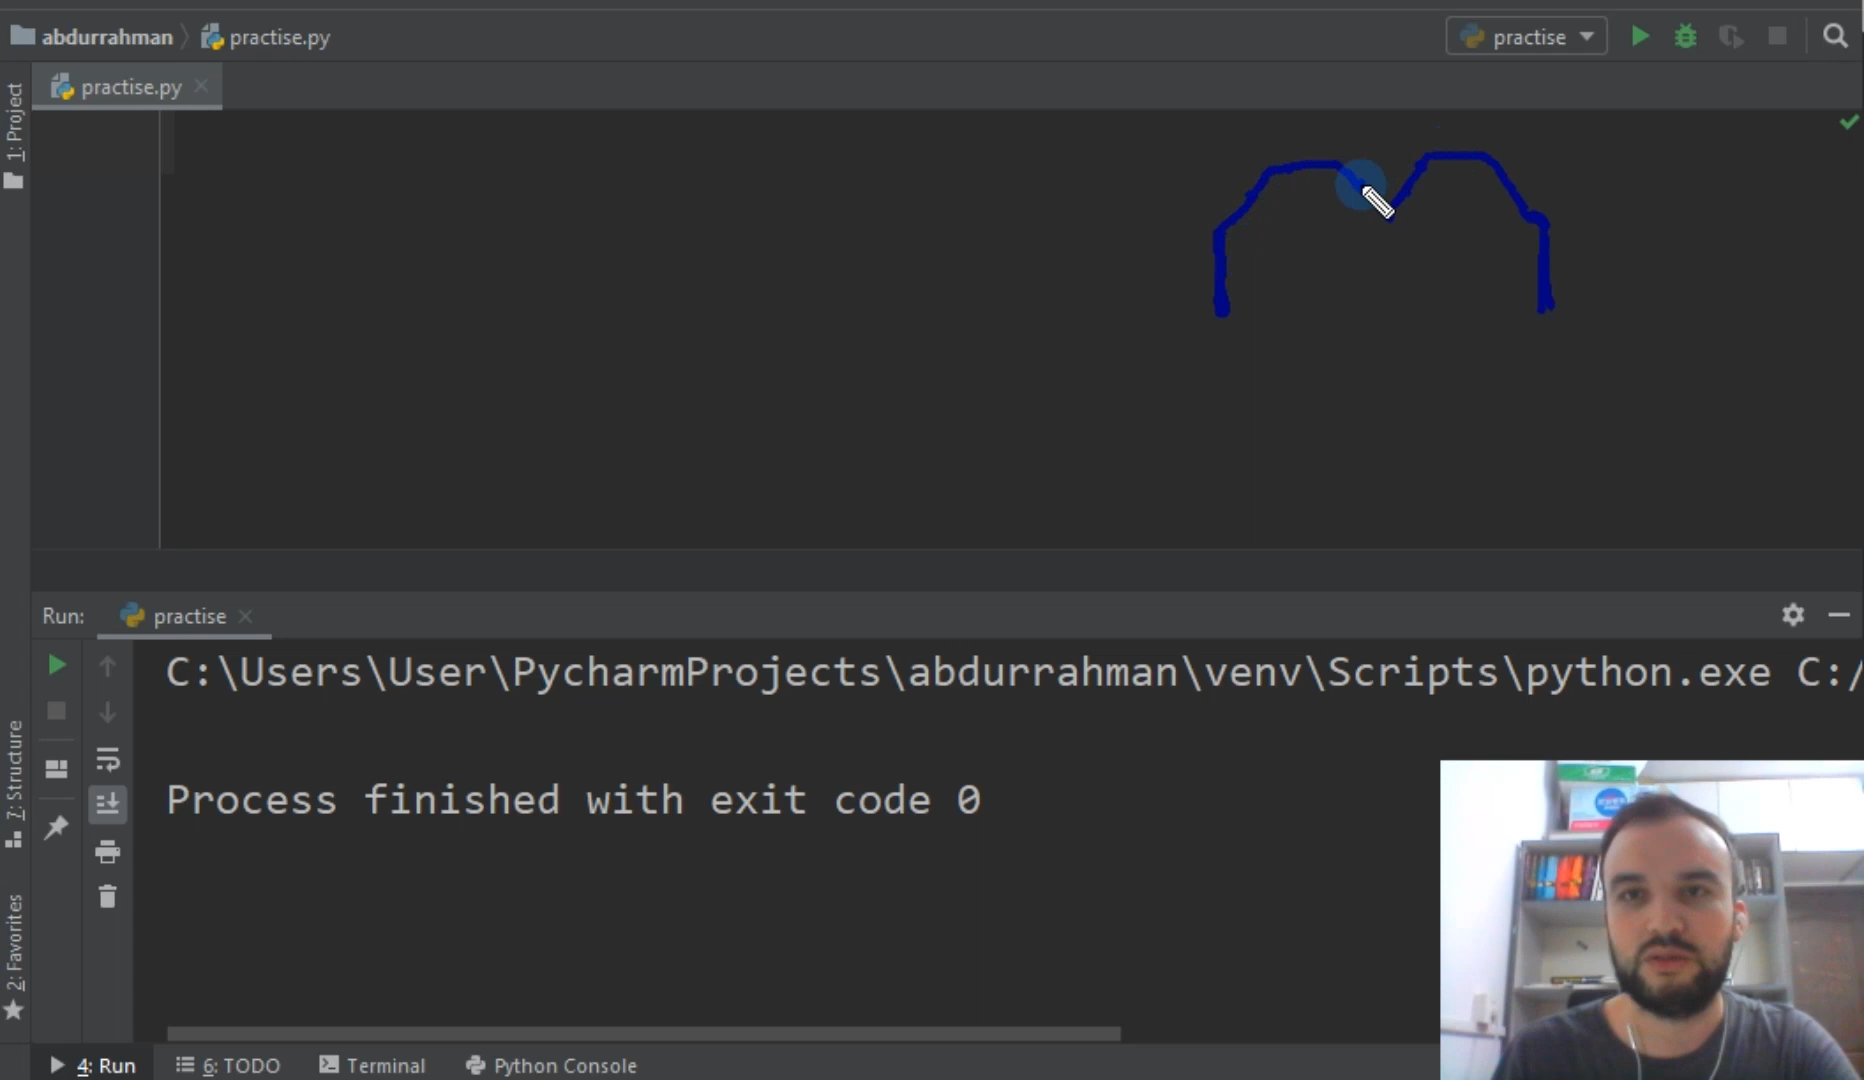 abdurrahman practise.py
practise
practise.py
1: Project
Run: practise
C:\Users\User\PycharmProjects\abdurrahman\venv\Scripts\python.exe C:/
Process finished with exit code 0
7: Structure
2: Favorites
4: Run 6: TODO Terminal Python Console